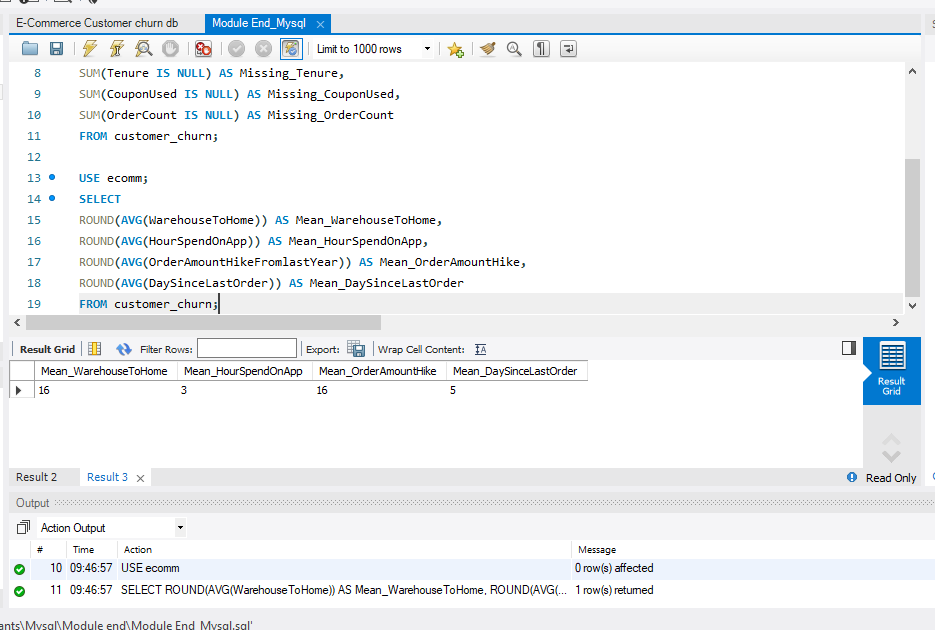 E-Commerce Customer churn db Module End_Mysql
Limit to 1000 rows
8 SUM(Tenure IS NULL) AS Missing_Tenure,
9 SUM(CouponUsed IS NULL) AS Missing_CouponUsed,
10 SUM(OrderCount IS NULL) AS Missing_OrderCount
11 FROM customer_churn;
12
13 USE ecomm;
14 SELECT
15 ROUND(AVG(WarehouseToHome)) AS Mean_WarehouseToHome,
16 ROUND(AVG(HourSpendOnApp)) AS Mean_HourSpendOnApp,
17 ROUND(AVG(OrderAmountHikeFromlastYear)) AS Mean_OrderAmountHike,
18 ROUND(AVG(DaySinceLastOrder)) AS Mean_DaySinceLastOrder
19 FROM customer_churn;
Result Grid Filter Rows: Export: Wrap Cell Content: IA
Mean_WarehouseToHome Mean_HourSpendOnApp Mean_OrderAmountHike Mean_DaySinceLastOrder
16 3 16 5
Result
Grid
Result 2 Result 3 Read Only
Output
Action Output
# Time Action Message
10 09:46:57 USE ecomm 0 row(s) affected
11 09:46:57 SELECT ROUND(AVG(WarehouseToHome)) AS Mean_WarehouseToHome, ROUND(AVG(... 1 row(s) returned
ants\Mysql\Module end\Module End_Mysql.sql'